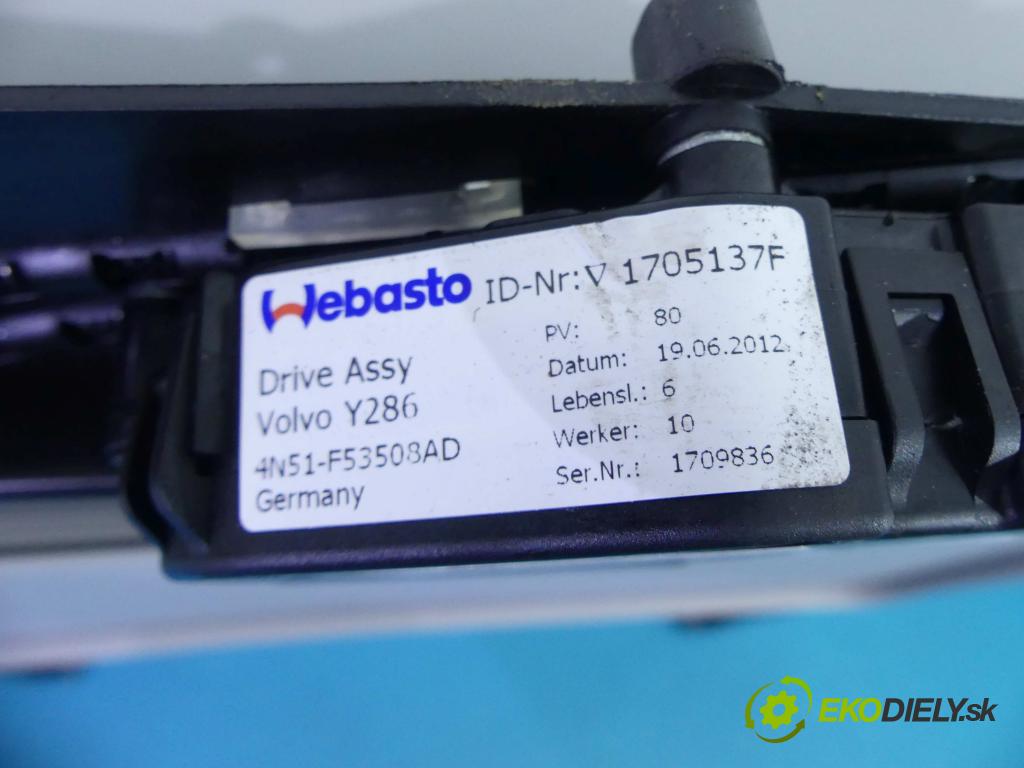 Webasto ID-Nr: V 1705137F
Drive Assy
Volvo Y286
4N51-F53508AD
Germany
PV: 80
Datum: 19.06.2012
Lebensl.: 6
Werker: 10
Ser.Nr.: 1709836
EKODIELY.sk